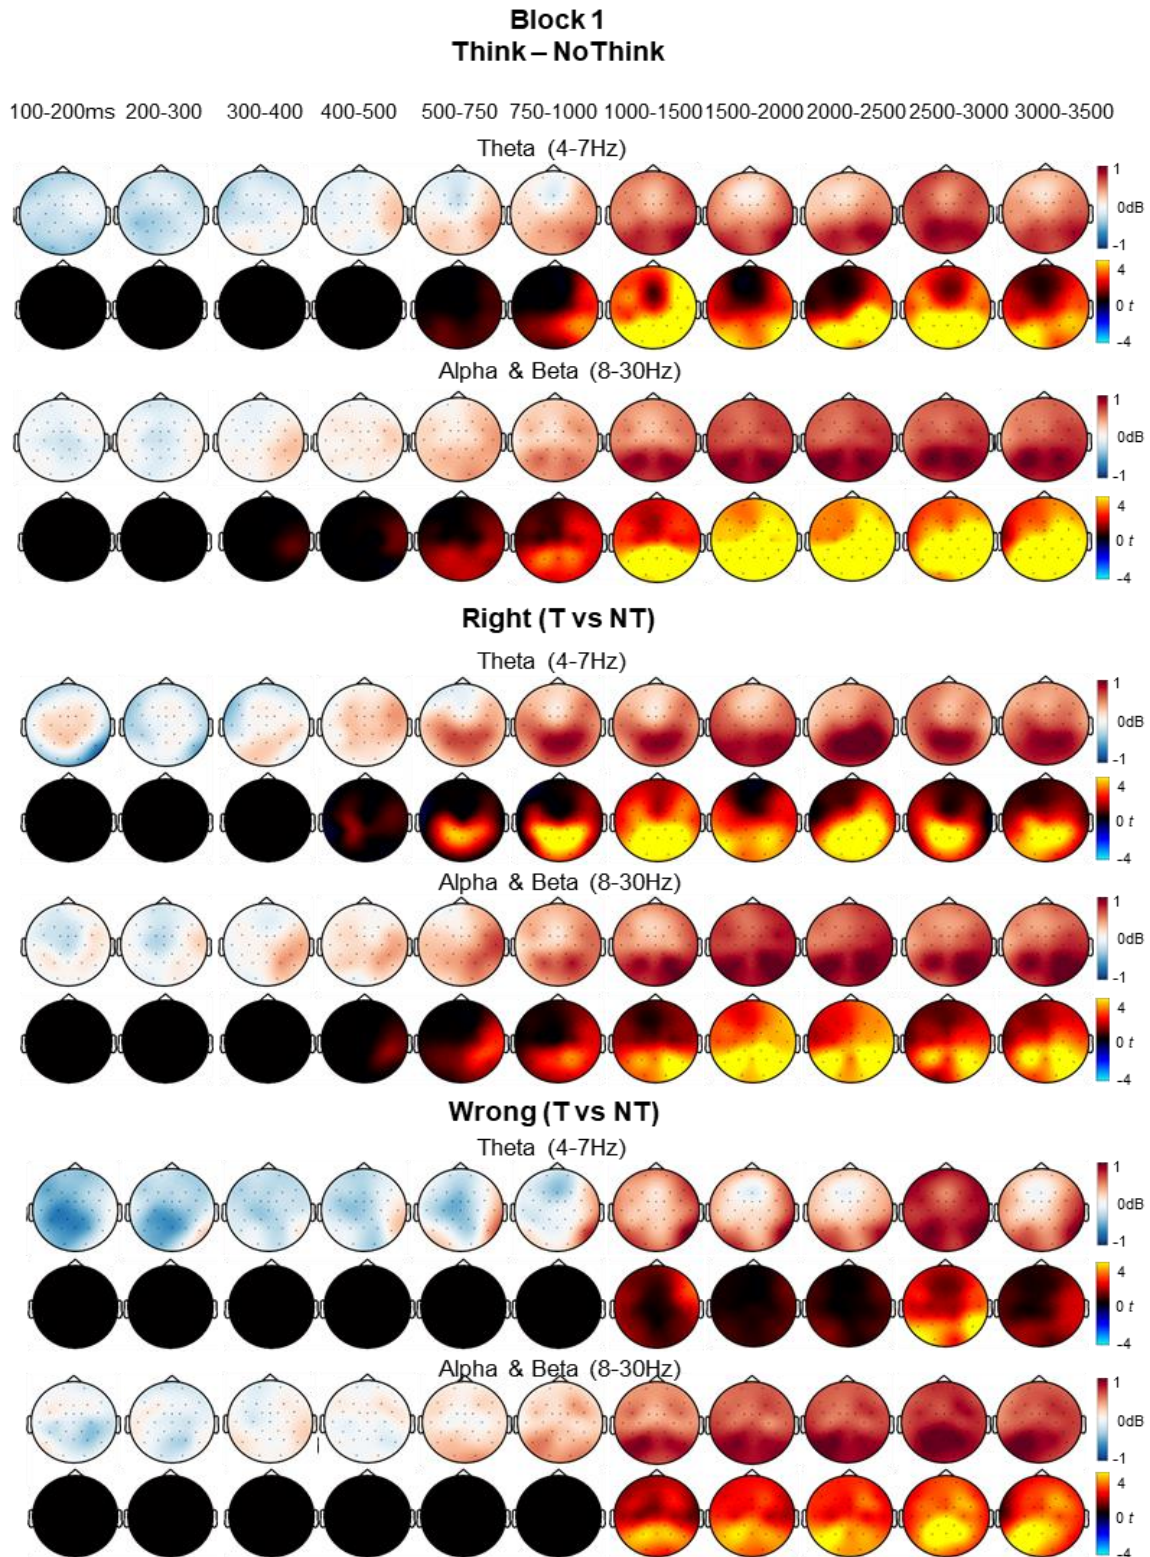 Block 1
Think – NoThink
100-200ms 200-300 300-400 400-500 500-750 750-1000 1000-1500 1500-2000 2000-2500 2500-3000 3000-3500
Theta (4-7Hz)
1
0dB
-1
4
0 t
-4
Alpha & Beta (8-30Hz)
1
0dB
-1
4
0 t
-4
Right (T vs NT)
Theta (4-7Hz)
1
0dB
-1
4
0 t
-4
Alpha & Beta (8-30Hz)
1
0dB
-1
4
0 t
-4
Wrong (T vs NT)
Theta (4-7Hz)
1
0dB
-1
4
0 t
-4
Alpha & Beta (8-30Hz)
1
0dB
-1
4
0 t
-4